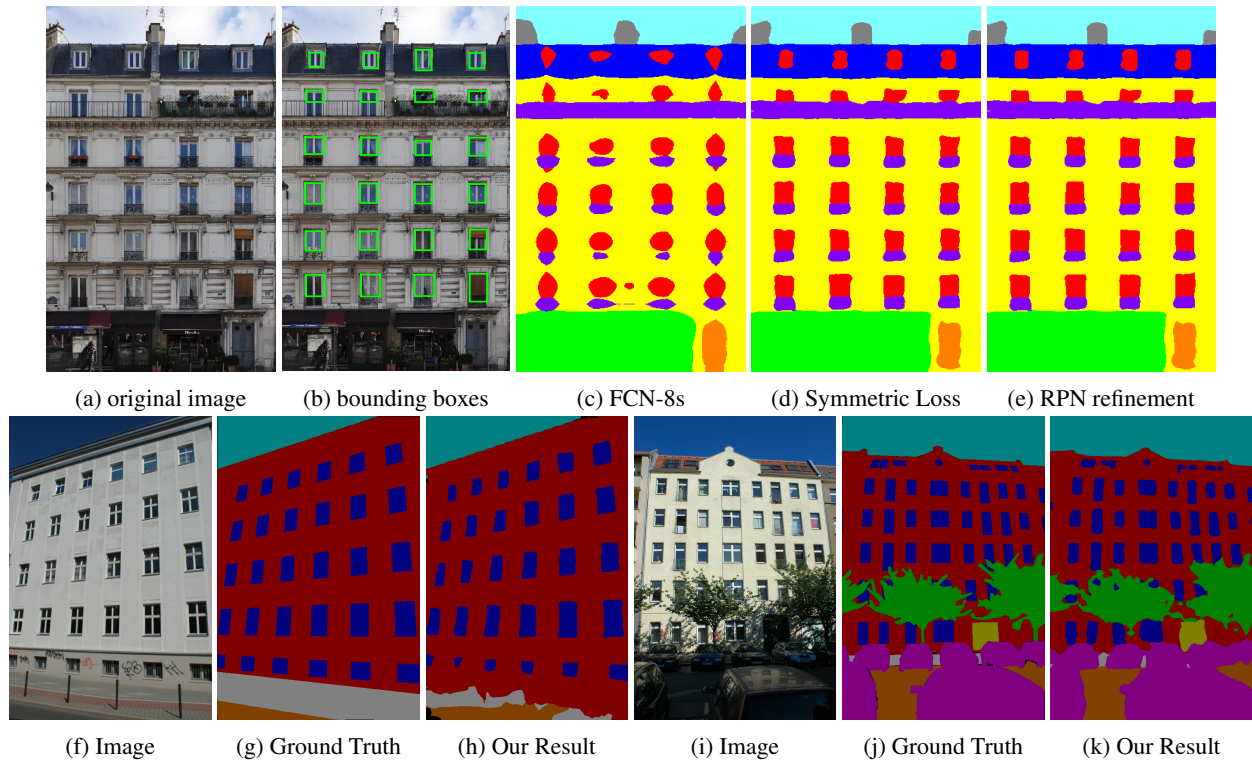 (a) original image
(b) bounding boxes
(c) FCN-8s
(d) Symmetric Loss
(e) RPN refinement
(f) Image
(g) Ground Truth
(h) Our Result
(i) Image
(j) Ground Truth
(k) Our Result